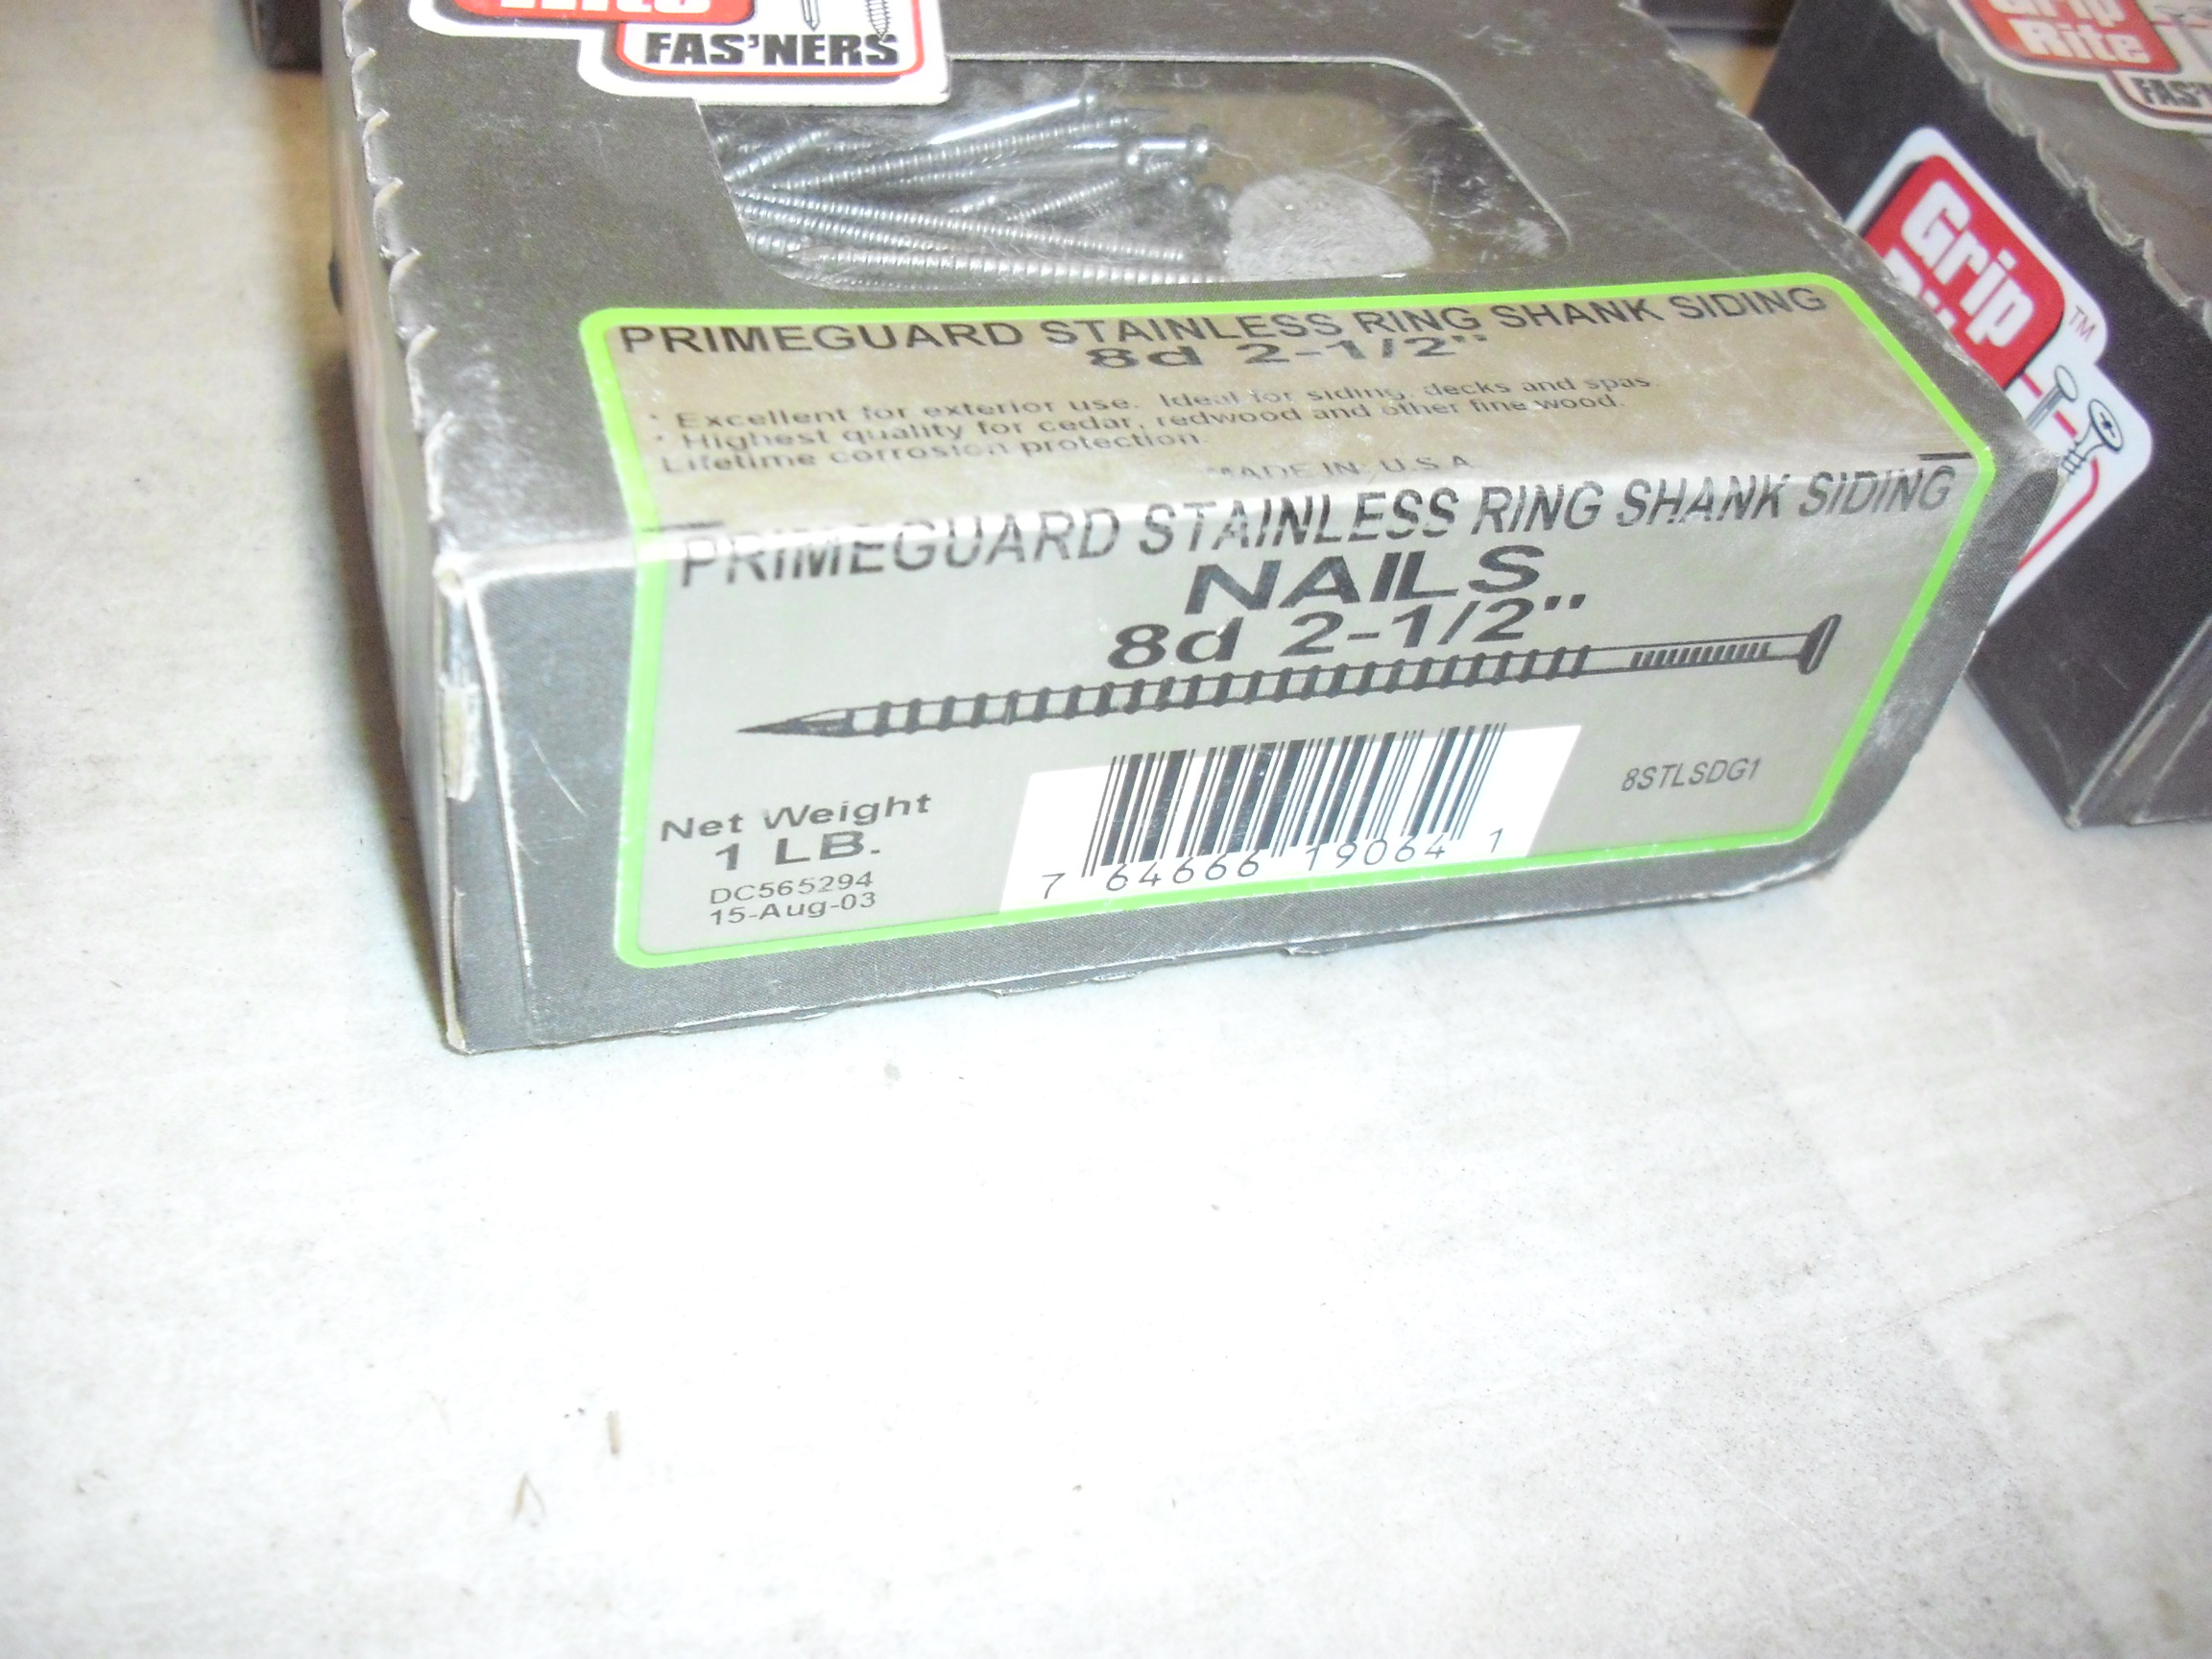 Rite
FAS'NERS
Grip
Rite
Grip
TM
PRIMEGUARD STAINLESS RING SHANK SIDING
8d 2-1/2"
• Excellent for exterior use. Ideal for siding, decks and spas.
• Highest quality for cedar, redwood and other fine wood.
Lifetime corrosion protection.
MADE IN: U.S.A.
PRIMEGUARD STAINLESS RING SHANK SIDING
NAILS
8d 2-1/2"
8STLSDG1
Net Weight
1 LB.
DC565294
15-Aug-03
7 64666 19064 1